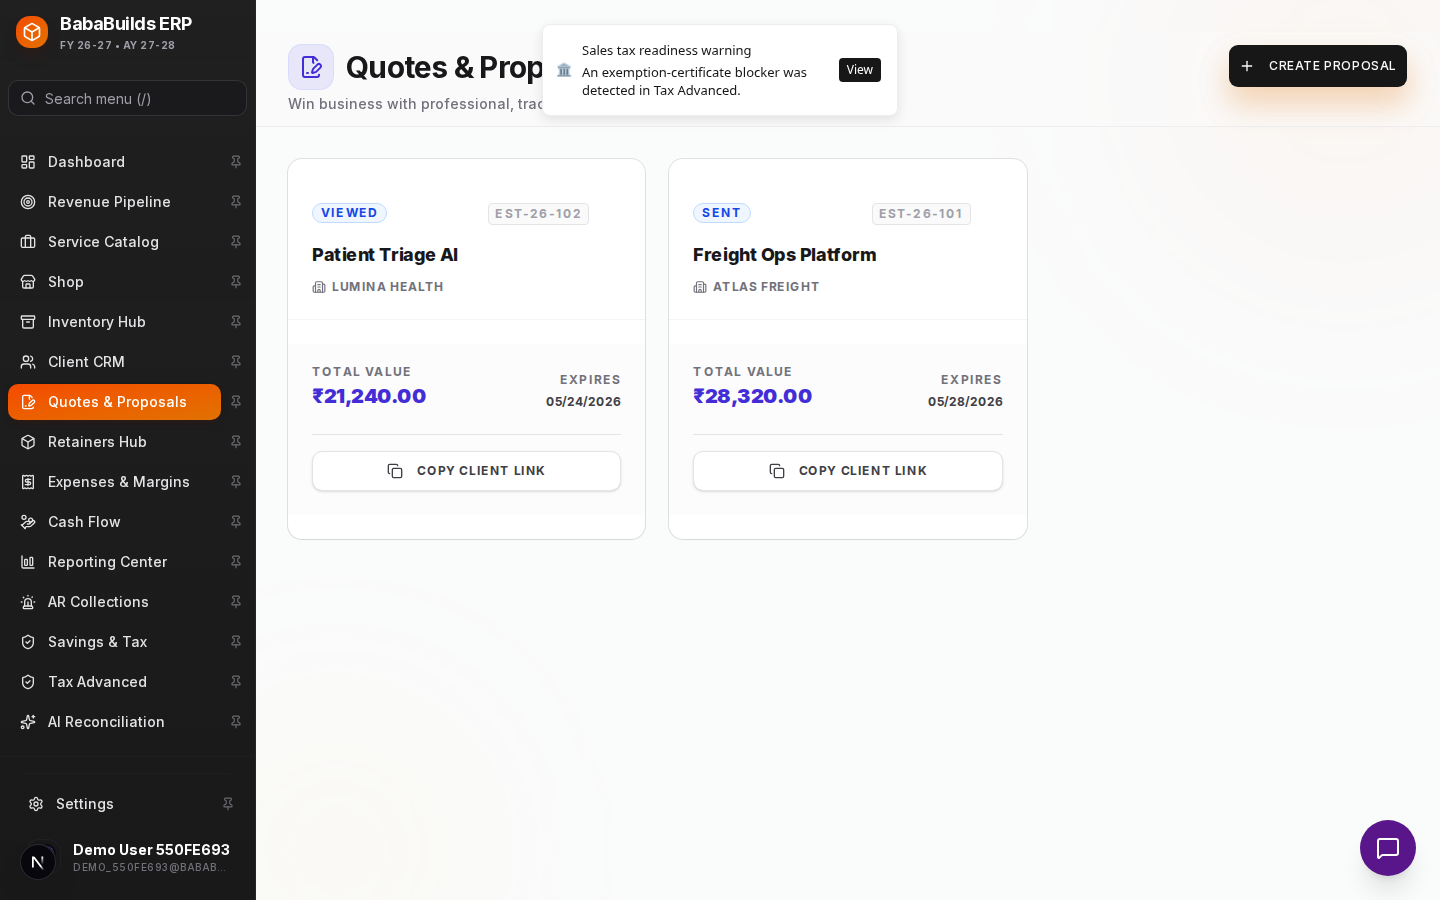 BabaBuilds ERP
FY 26-27 • AY 27-28
Search menu (/)
Dashboard
Revenue Pipeline
Service Catalog
Shop
Inventory Hub
Client CRM
Quotes & Proposals
Retainers Hub
Expenses & Margins
Cash Flow
Reporting Center
AR Collections
Savings & Tax
Tax Advanced
AI Reconciliation
Settings
N
Demo User 550FE693
DEMO_550FE693@BABAB...
Quotes & Prop
Win business with professional, trac
Sales tax readiness warning
An exemption-certificate blocker was
detected in Tax Advanced.
View
CREATE PROPOSAL
VIEWED
EST-26-102
Patient Triage AI
LUMINA HEALTH
TOTAL VALUE
₹21,240.00
EXPIRES
05/24/2026
COPY CLIENT LINK
SENT
EST-26-101
Freight Ops Platform
ATLAS FREIGHT
TOTAL VALUE
₹28,320.00
EXPIRES
05/28/2026
COPY CLIENT LINK